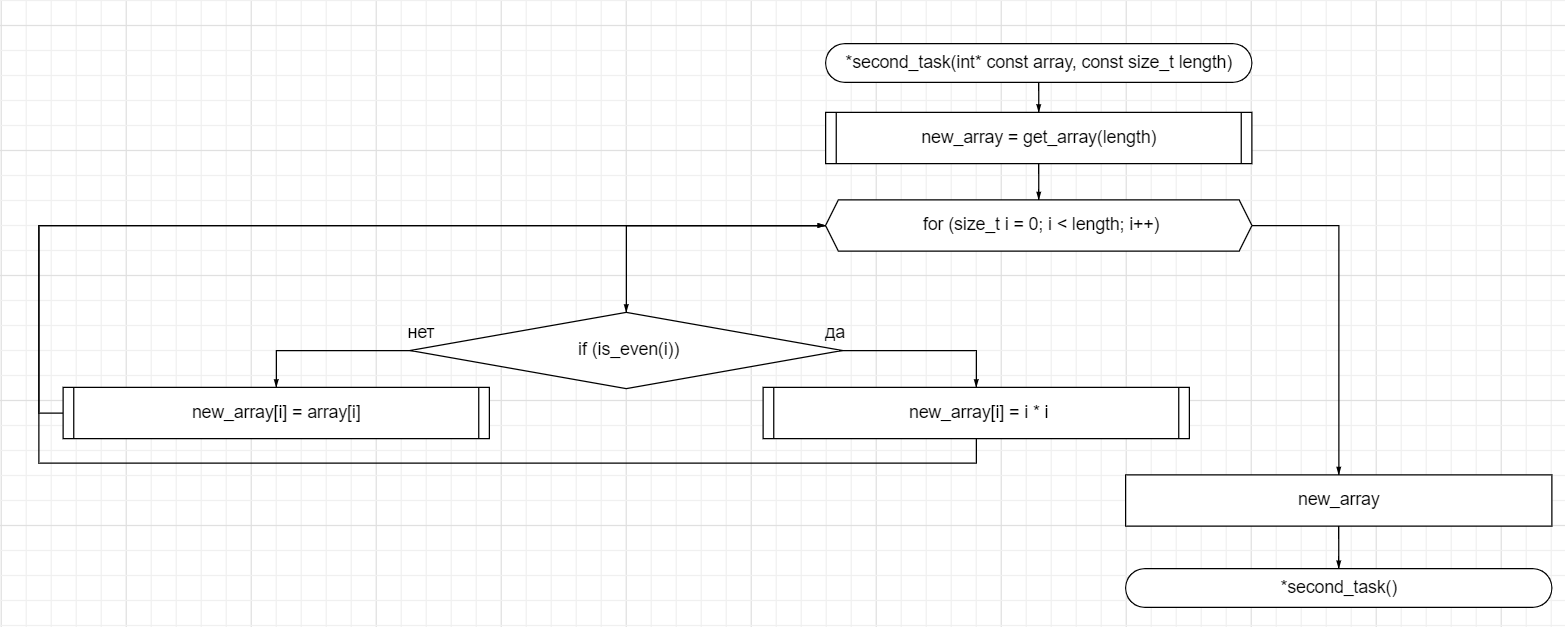 *second_task(int* const array, const size_t length)
new_array = get_array(length)
for (size_t i = 0; i < length; i++)
нет
да
if (is_even(i))
new_array[i] = array[i]
new_array[i] = i * i
new_array
*second_task()